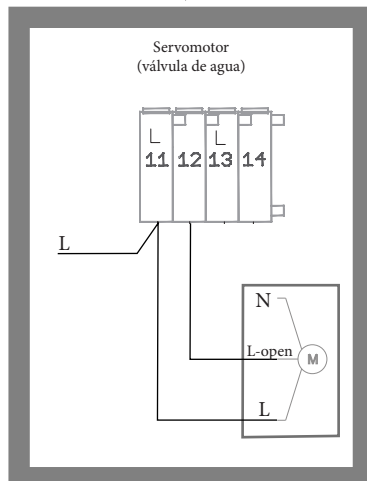 Servomotor
(válvula de agua)
L L
11 12 13 14
L
N
L-open M
L